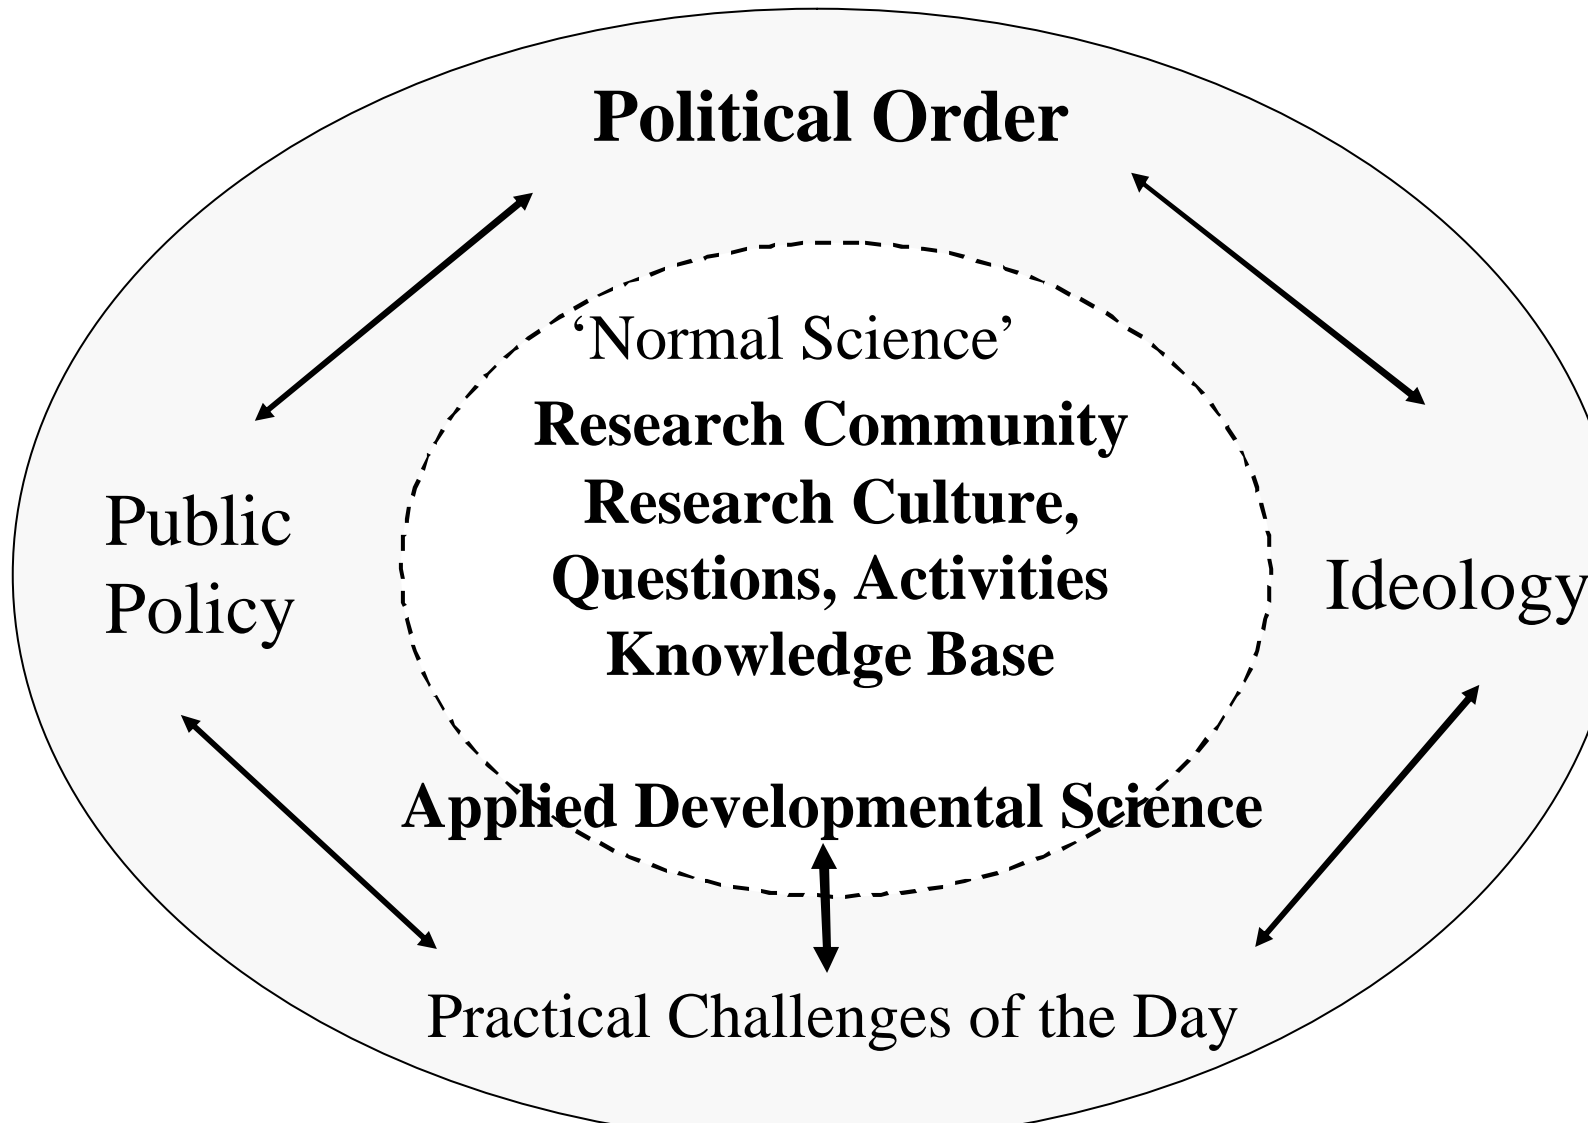 Political Order
‘Normal Science’
Research Community
Research Culture,
Questions, Activities
Knowledge Base
Public
Policy
Ideology
Applied Developmental Science
Practical Challenges of the Day